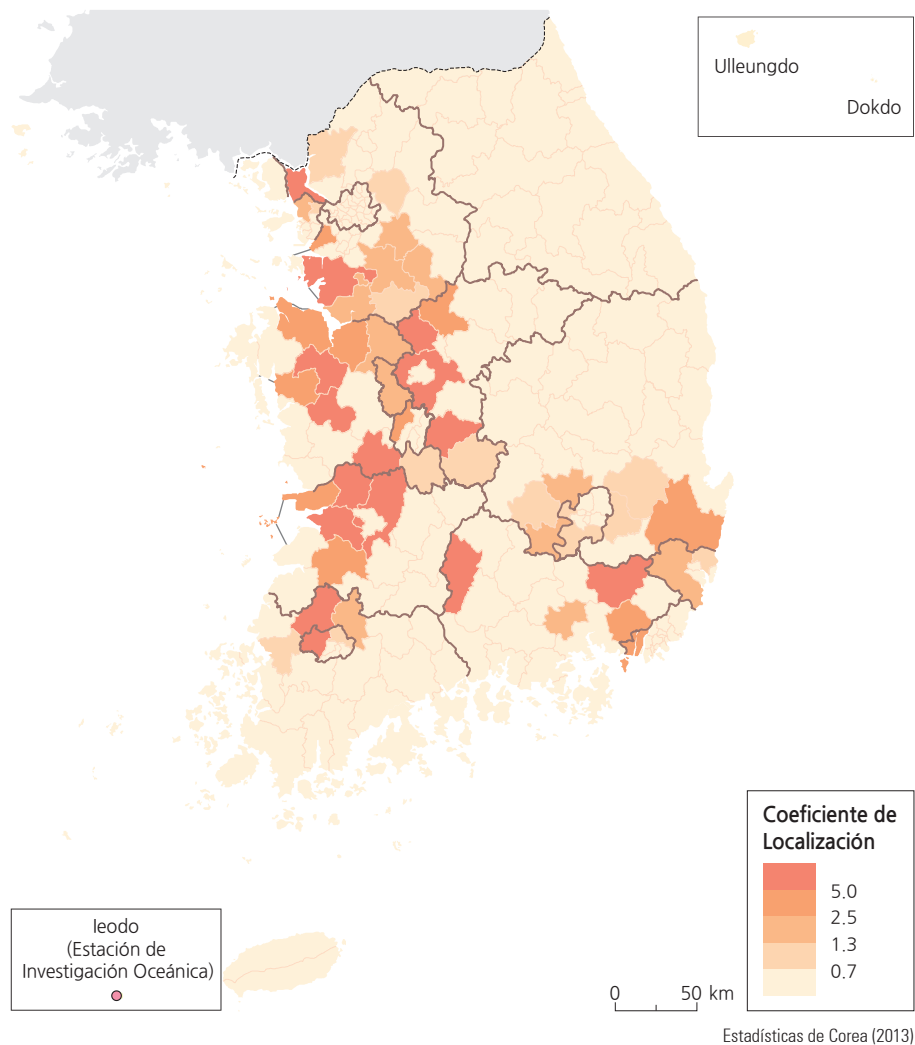 Ulleungdo
Dokdo
Coeficiente de
Localización
5.0
2.5
1.3
0.7
Ieodo
(Estación de
Investigación Oceánica)
0 50 km
Estadísticas de Corea (2013)